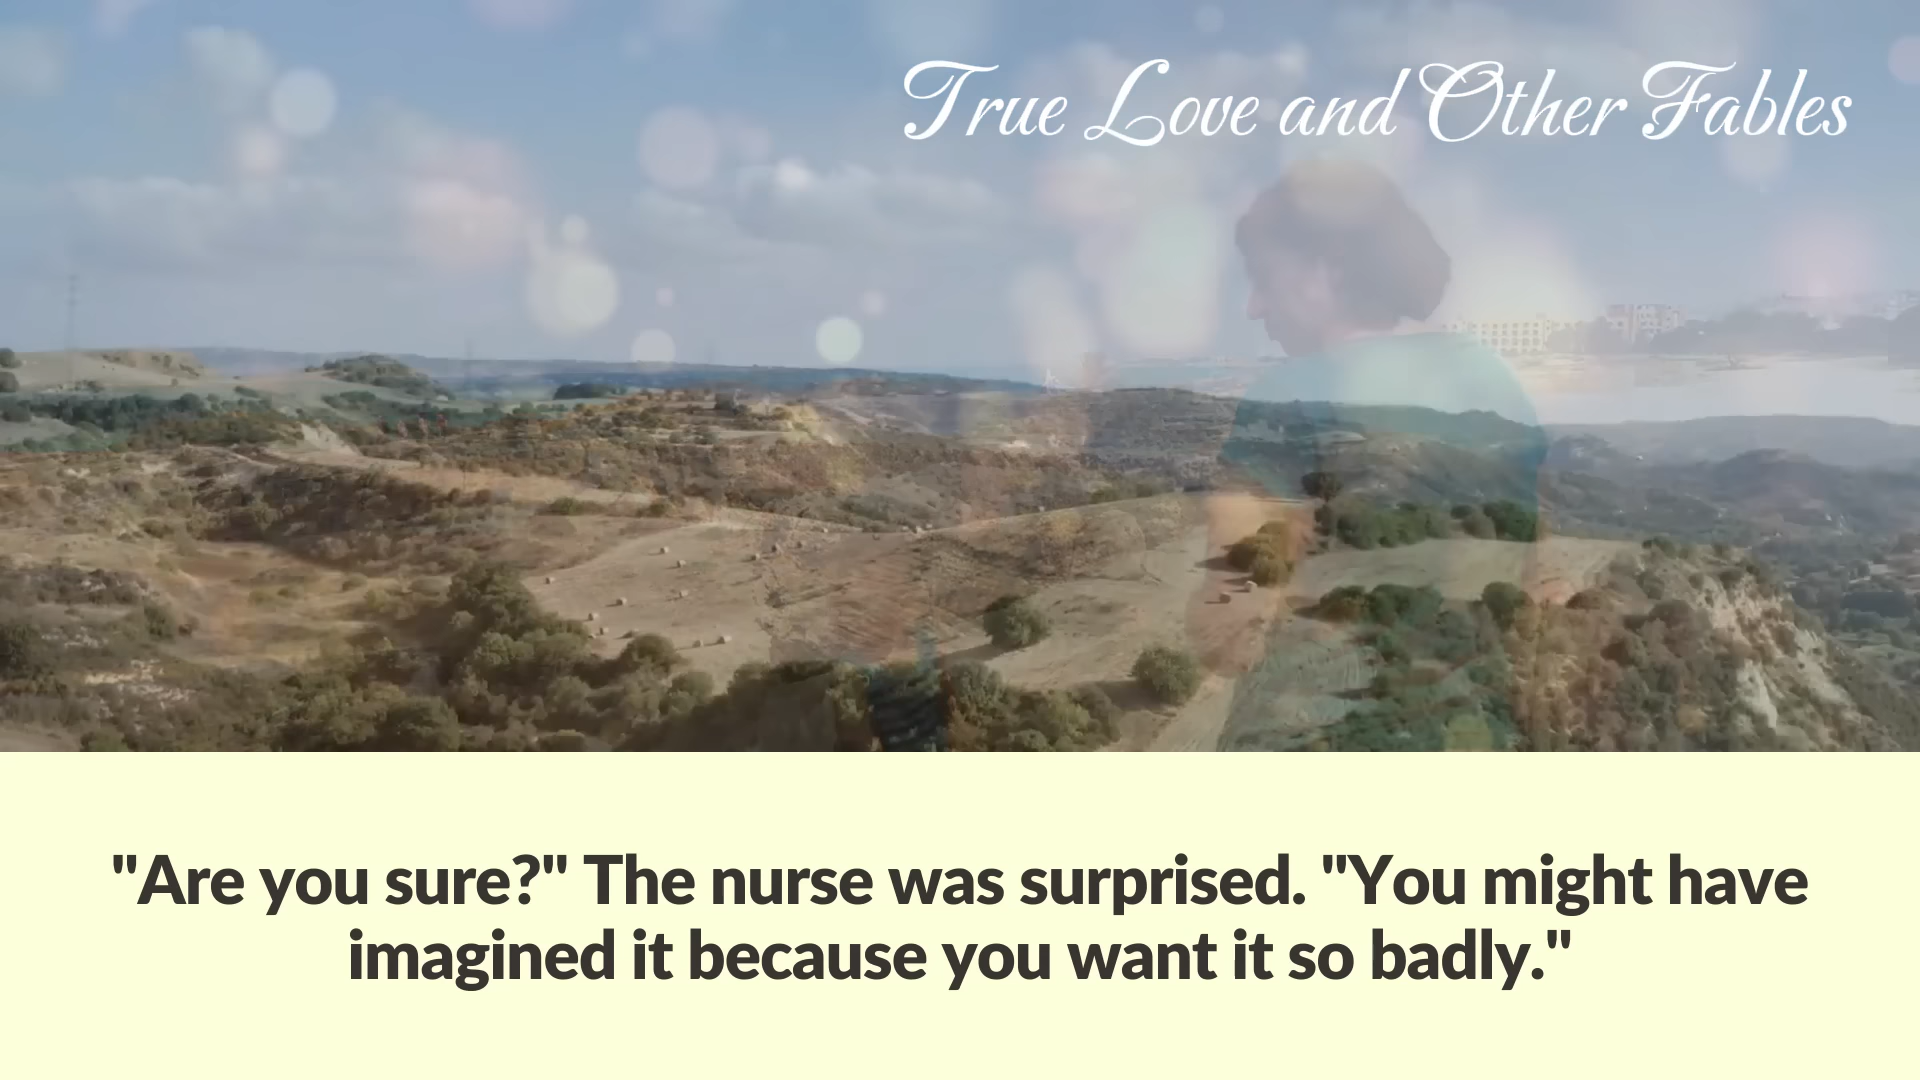 True Love and Other Fables
"Are you sure?" The nurse was surprised. "You might have
imagined it because you want it so badly."